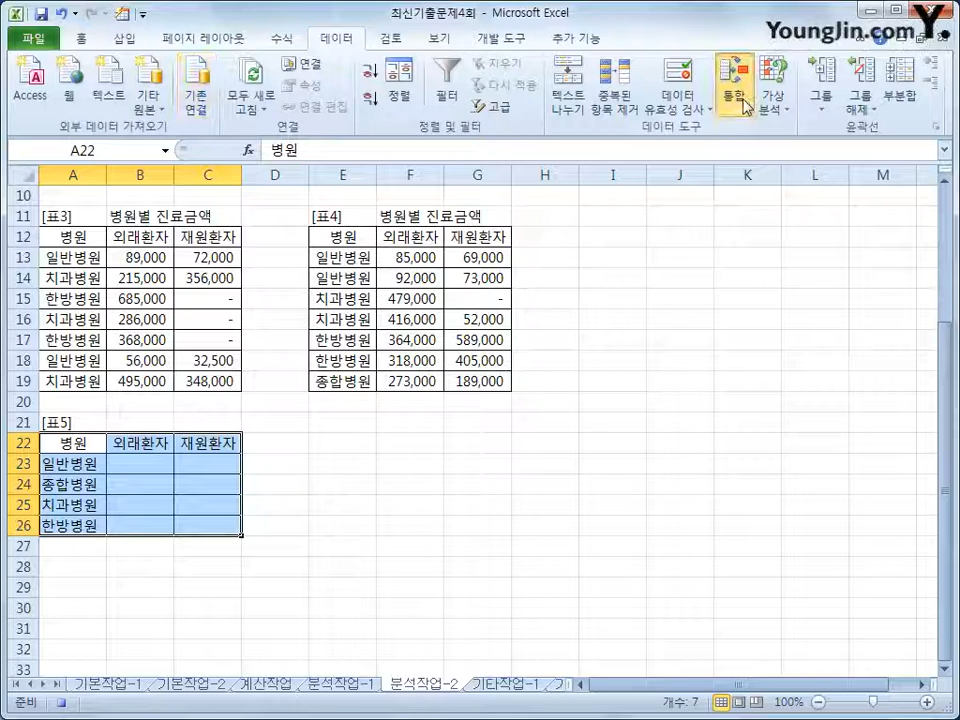 최신기출문제4회 - Microsoft Excel
YoungJin.com Y.
파일 홈 삽입 페이지 레이아웃 수식 데이터 검토 보기 개발 도구 추가 기능
Access 웹 텍스트 기타 원본 기존 연결
외부 데이터 가져오기
모두 새로 고침 연결 속성 연결 편집
연결
정렬 필터 지우기 다시 적용 고급
정렬 및 필터
텍스트 나누기 중복된 항목 제거 데이터 유효성 검사 통합 가상 분석
데이터 도구
그룹 그룹 해제 부분합
윤곽선
A22 fx 병원
A B C D E F G H I J K L M
10
11 [표3] 병원별 진료금액 [표4] 병원별 진료금액
12 병원 외래환자 재원환자 병원 외래환자 재원환자
13 일반병원 89,000 72,000 일반병원 85,000 69,000
14 치과병원 215,000 356,000 일반병원 92,000 73,000
15 한방병원 685,000 - 치과병원 479,000 -
16 치과병원 286,000 - 치과병원 416,000 52,000
17 한방병원 368,000 - 한방병원 364,000 589,000
18 일반병원 56,000 32,500 한방병원 318,000 405,000
19 치과병원 495,000 348,000 종합병원 273,000 189,000
20
21 [표5]
22 병원 외래환자 재원환자
23 일반병원
24 종합병원
25 치과병원
26 한방병원
27
28
29
30
31
32
33
기본작업-1 기본작업-2 계산작업 분석작업-1 분석작업-2 기타작업-1
준비 개수: 7 100%